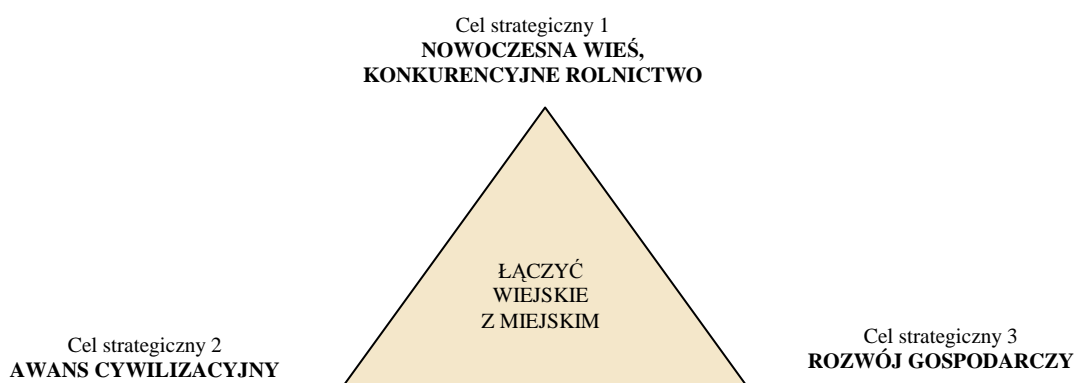 Cel strategiczny 1
NOWOCZESNA WIEŚ,
KONKURENCYJNE ROLNICTWO
ŁĄCZYĆ
WIEJSKIE
Z MIEJSKIM
Cel strategiczny 2
AWANS CYWILIZACYJNY
Cel strategiczny 3
ROZWÓJ GOSPODARCZY